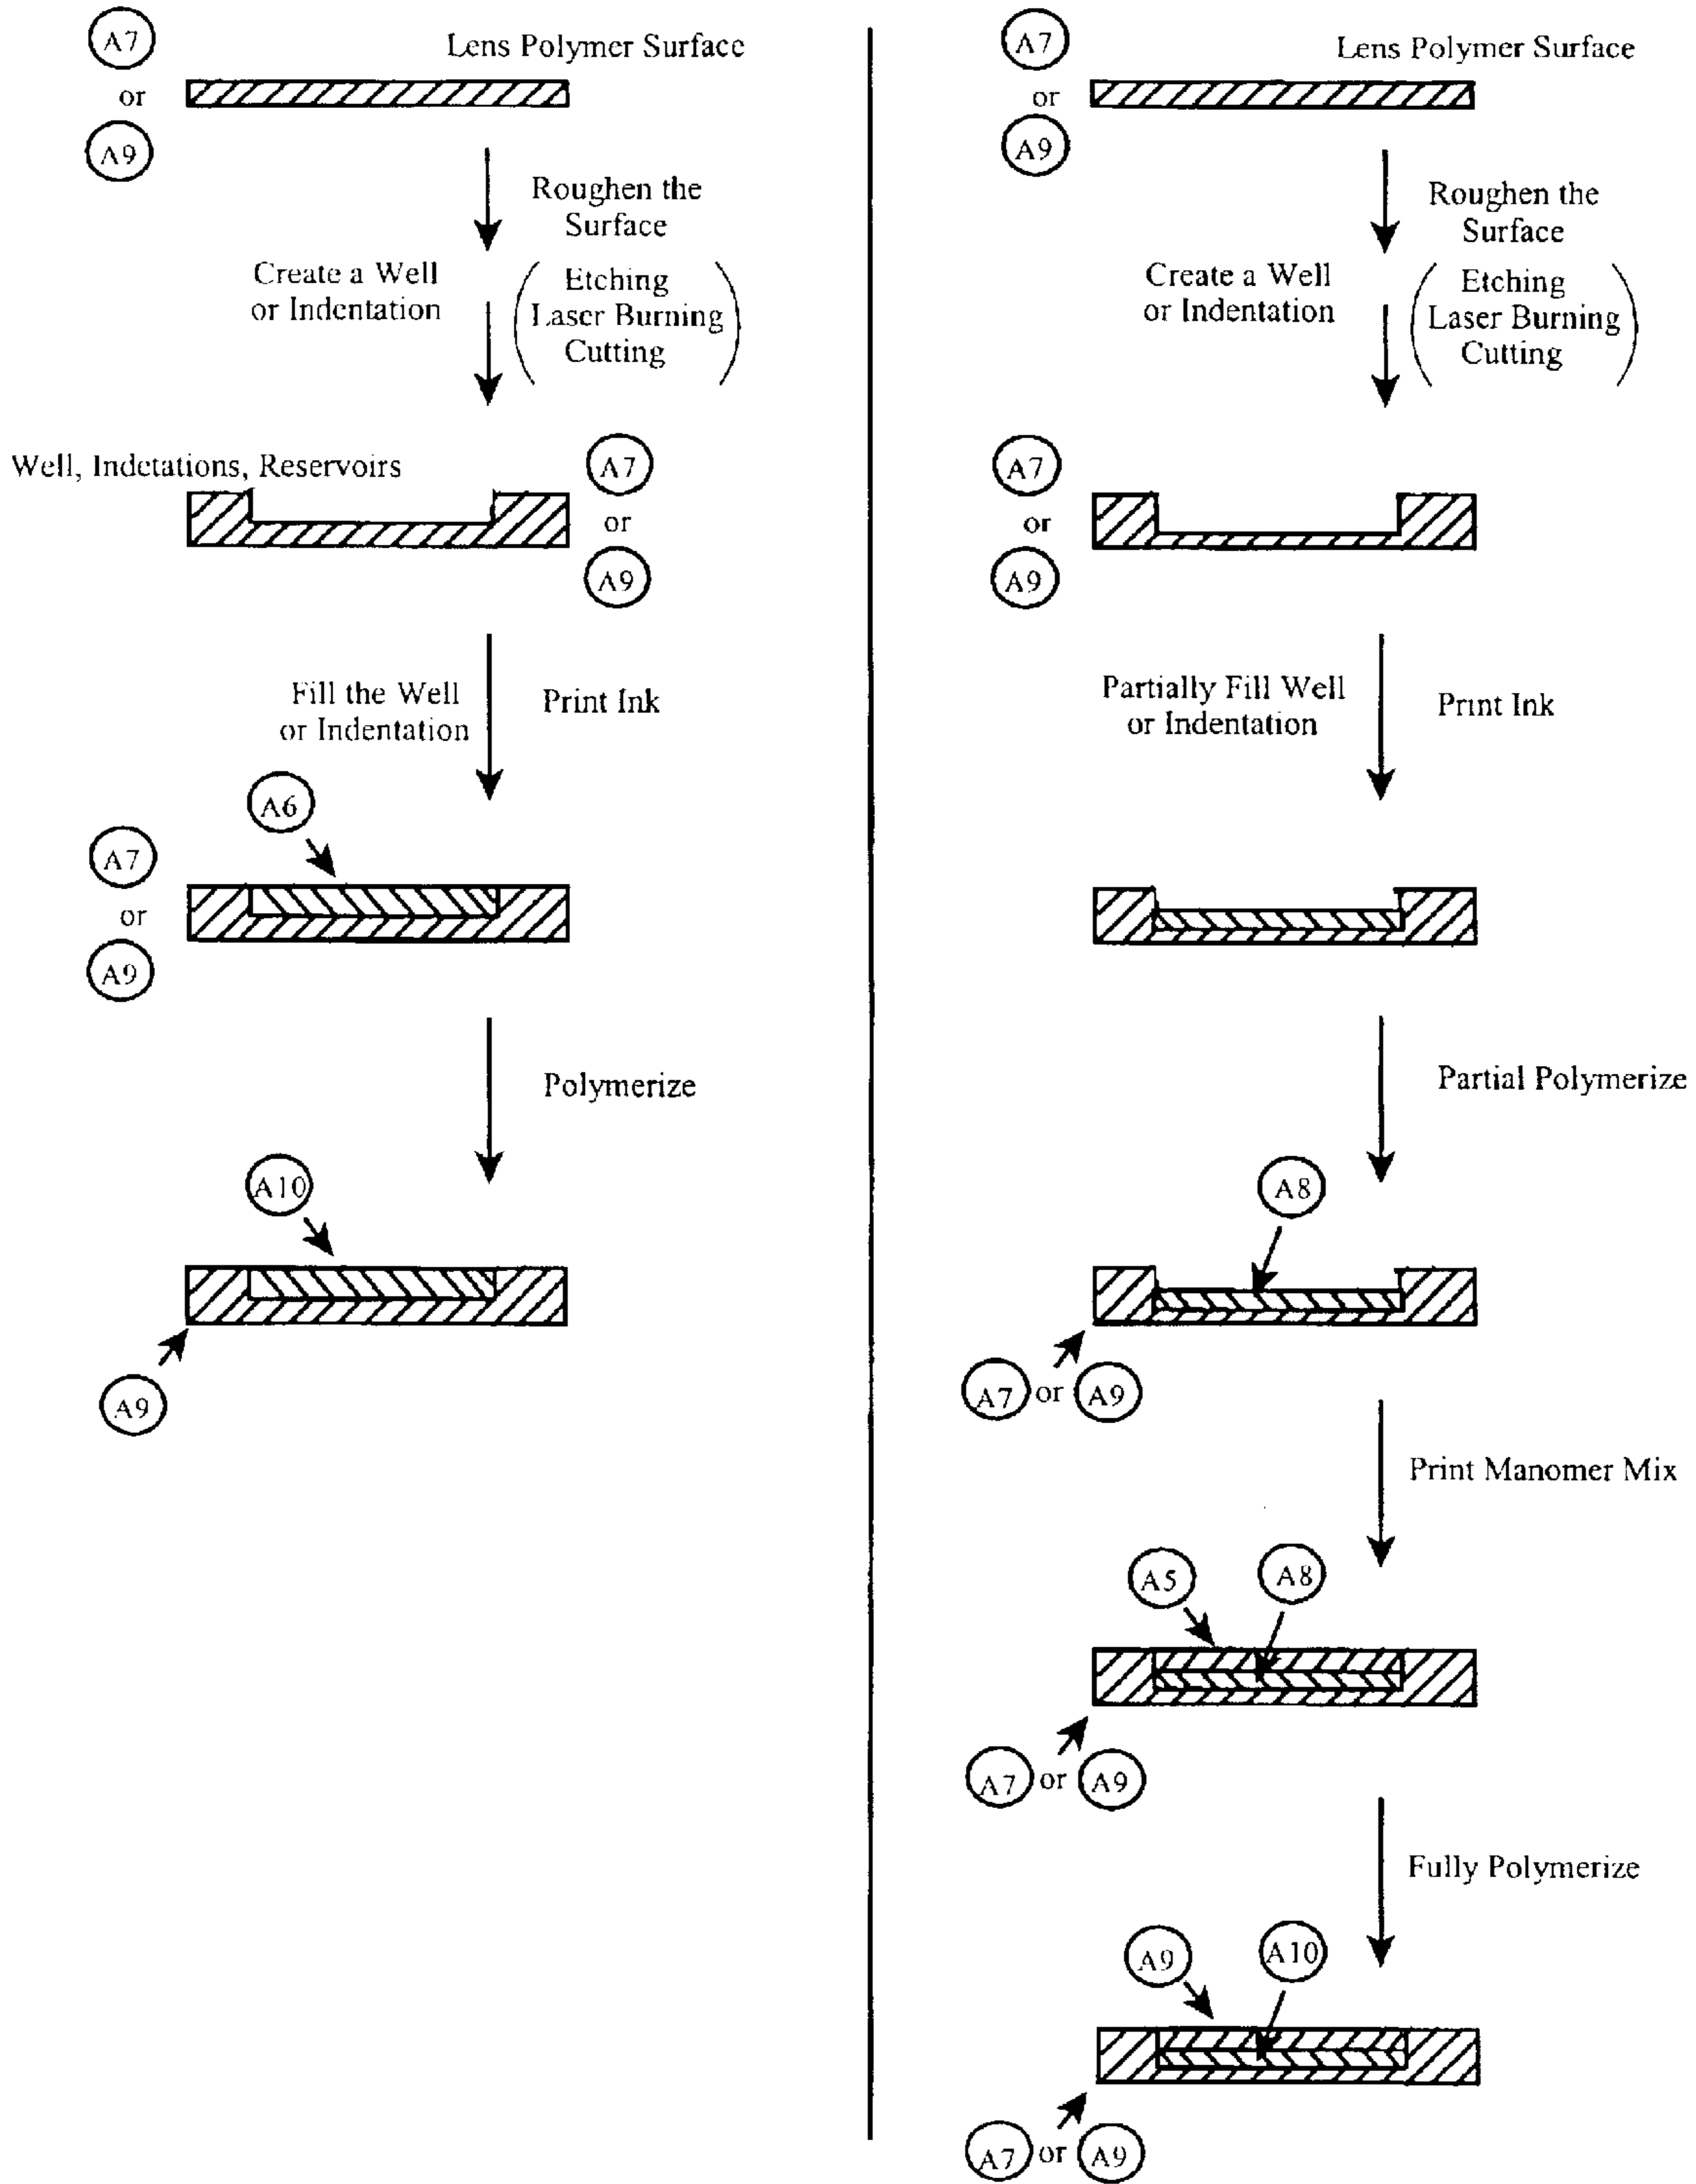 A7
or
A9
Lens Polymer Surface
Roughen the
Surface
Create a Well
or Indentation
Etching
Laser Burning
Cutting
Well, Indetations, Reservoirs
A7
or
A9
Fill the Well
or Indentation
Print Ink
A6
A7
or
A9
Polymerize
A10
A9
A7
or
A9
Lens Polymer Surface
Roughen the
Surface
Create a Well
or Indentation
Etching
Laser Burning
Cutting
A7
or
A9
Partially Fill Well
or Indentation
Print Ink
Partial Polymerize
A8
A7 or A9
Print Manomer Mix
A5
A8
A7 or A9
Fully Polymerize
A9
A10
A7 or A9